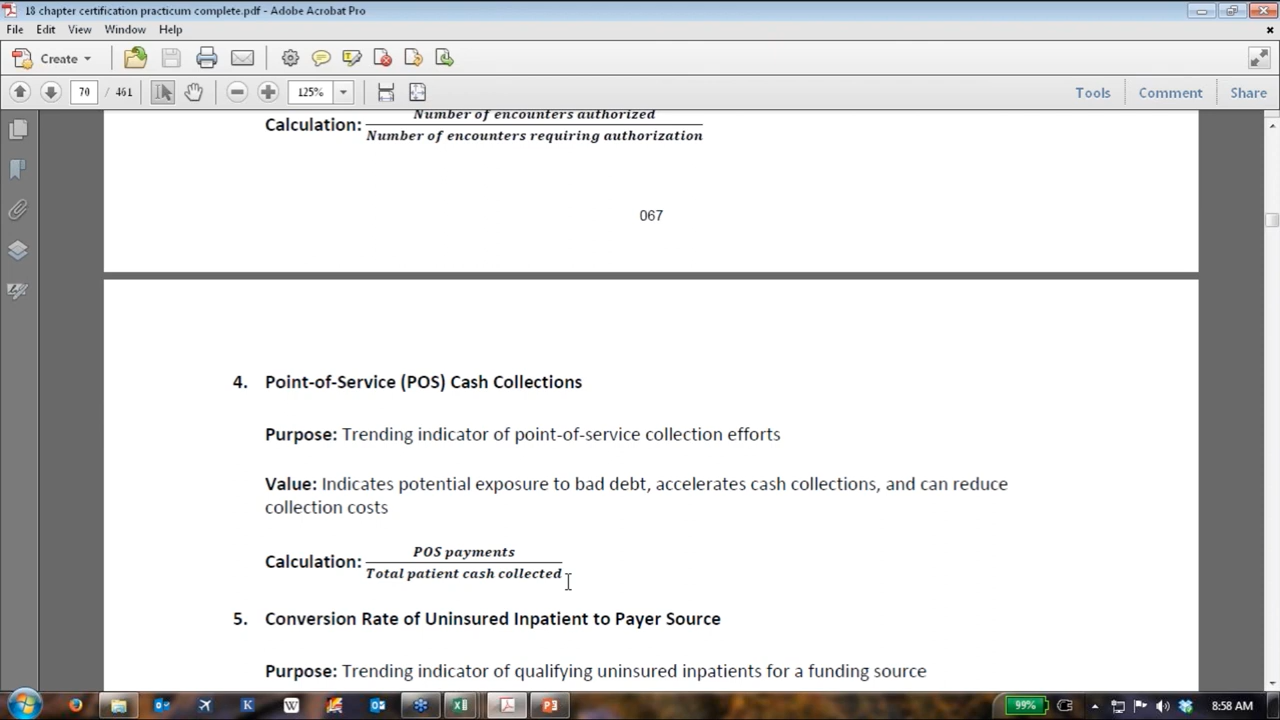 18 chapter certification practicum complete.pdf - Adobe Acrobat Pro
File Edit View Window Help
Create
70 / 461 125% Tools Comment Share
Number of encounters authorized
Calculation:
Number of encounters requiring authorization
067
4. Point-of-Service (POS) Cash Collections
Purpose: Trending indicator of point-of-service collection efforts
Value: Indicates potential exposure to bad debt, accelerates cash collections, and can reduce
collection costs
POS payments
Calculation:
Total patient cash collected
5. Conversion Rate of Uninsured Inpatient to Payer Source
Purpose: Trending indicator of qualifying uninsured inpatients for a funding source
99% 8:58 AM